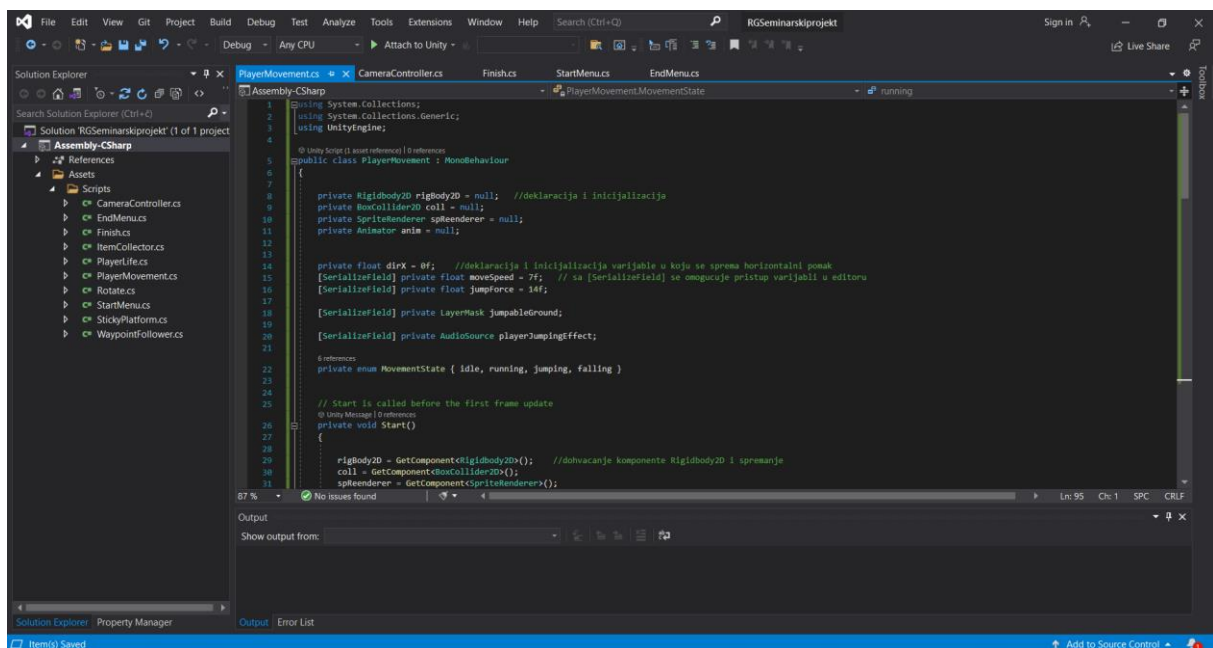 File Edit View Git Project Build Debug Test Analyze Tools Extensions Window Help Search (Ctrl+Q) RGSeminarskiprojekt Sign in
Debug Any CPU Attach to Unity Live Share
Solution Explorer
Search Solution Explorer (Ctrl+č)
Solution 'RGSeminarskiprojekt' (1 of 1 project
Assembly-CSharp
References
Assets
Scripts
CameraController.cs
EndMenu.cs
Finish.cs
ItemCollector.cs
PlayerLife.cs
PlayerMovement.cs
Rotate.cs
StartMenu.cs
StickyPlatform.cs
WaypointFollower.cs
Solution Explorer Property Manager
PlayerMovement.cs CameraController.cs Finish.cs StartMenu.cs EndMenu.cs
Assembly-CSharp PlayerMovement.MovementState running
1 using System.Collections;
2 using System.Collections.Generic;
3 using UnityEngine;
4
Unity Script (1 asset reference) | 0 references
5 public class PlayerMovement : MonoBehaviour
6 {
7
8 private Rigidbody2D rigBody2D = null; //deklaracija i inicijalizacija
9 private BoxCollider2D coll = null;
10 private SpriteRenderer spReenderer = null;
11 private Animator anim = null;
12
13
14 private float dirX = 0f; //deklaracija i inicijalizacija varijable u koju se sprema horizontalni pomak
15 [SerializeField] private float moveSpeed = 7f; // sa [SerializeField] se omogucuje pristup varijabli u editoru
16 [SerializeField] private float jumpForce = 14f;
17
18 [SerializeField] private LayerMask jumpableGround;
19
20 [SerializeField] private AudioSource playerJumpingEffect;
21
6 references
22 private enum MovementState { idle, running, jumping, falling }
23
24
25 // Start is called before the first frame update
Unity Message | 0 references
26 private void Start()
27 {
28
29 rigBody2D = GetComponent<Rigidbody2D>(); //dohvacanje komponente Rigidbody2D i spremanje
30 coll = GetComponent<BoxCollider2D>();
31 spReenderer = GetComponent<SpriteRenderer>();
87 % No issues found Ln: 95 Ch: 1 SPC CRLF
Output
Show output from:
Output Error List
Toolbox
Item(s) Saved Add to Source Control